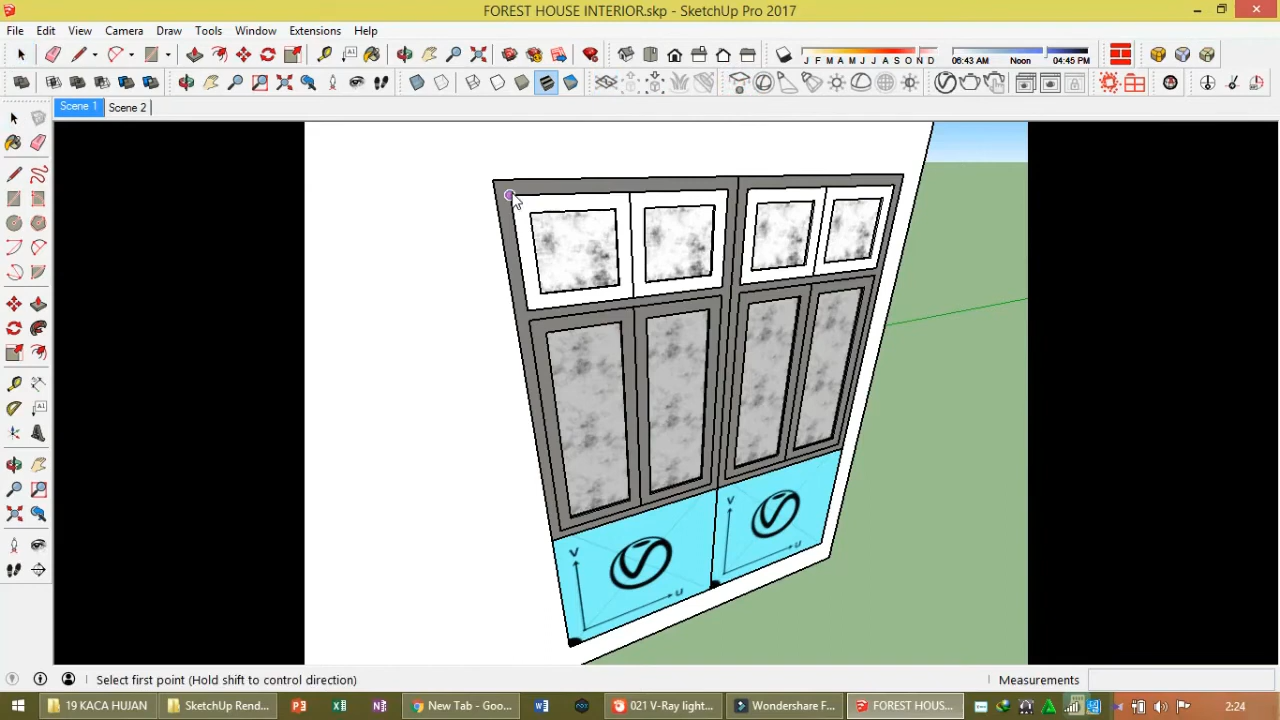 FOREST HOUSE INTERIOR.skp - SketchUp Pro 2017
File Edit View Camera Draw Tools Window Extensions Help
J F M A M J J A S O N D 06:43 AM Noon 04:45 PM
Scene 1 Scene 2
V U
V U
Select first point (Hold shift to control direction) Measurements
19 KACA HUJAN SketchUp Rend... New Tab - Goo... 021 V-Ray light... Wondershare F... FOREST HOUS... 2:24